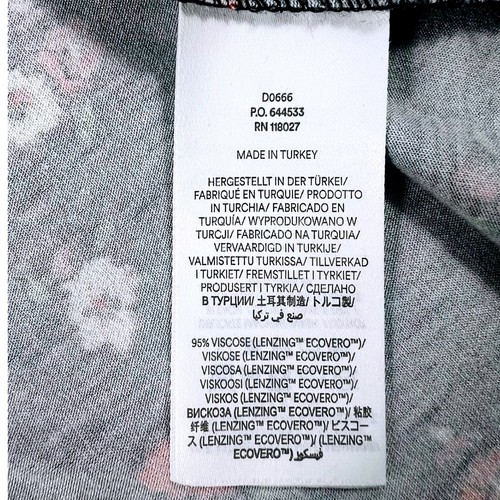 D0666
P.O. 644533
RN 118027
MADE IN TURKEY
HERGESTELLT IN DER TÜRKEI/
FABRIQUÉ EN TURQUIE/ PRODOTTO
IN TURCHIA/ FABRICADO EN
TURQUÍA/ WYPRODUKOWANO W
TURCJI/ FABRICADO NA TURQUIA/
VERVAARDIGD IN TURKIJE/
VALMISTETTU TURKISSA/ TILLVERKAD
I TURKIET/ FREMSTILLET I TYRKIET/
PRODUSERT I TYRKIA/ СДЕЛАНО
В ТУРЦИИ/ 土耳其制造/ トルコ製/
صنع في تركيا
95% VISCOSE (LENZING™ ECOVERO™)/
VISKOSE (LENZING™ ECOVERO™)/
VISCOSA (LENZING™ ECOVERO™)/
VISKOOSI (LENZING™ ECOVERO™)/
VISKOS (LENZING™ ECOVERO™)/
ВИСКОЗА (LENZING™ ECOVERO™)/ 粘胶
纤维 (LENZING™ ECOVERO™)/ ビスコー
ス (LENZING™ ECOVERO™)/ (LENZING™
ECOVERO™) فيسكوز